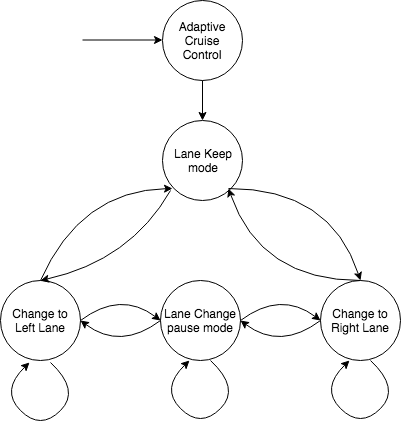 Adaptive
Cruise
Control
Lane Keep
mode
Change to
Left Lane
Lane Change
pause mode
Change to
Right Lane